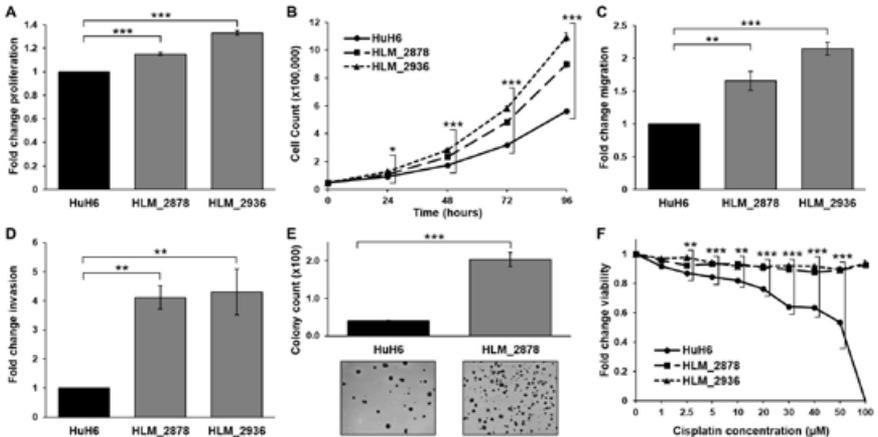 A
Fold change proliferation
1.4
1.2
1
0.8
0.6
0.4
0.2
0
***
***
HuH6
HLM_2878
HLM_2936
B
Cell Count (x100,000)
12
10
8
6
4
2
0
HuH6
HLM_2878
HLM_2936
*
***
***
***
0
24
48
72
96
Time (hours)
C
Fold change migration
2.5
2
1.5
1
0.5
0
***
**
HuH6
HLM_2878
HLM_2936
D
Fold change invasion
6
5
4
3
2
1
0
**
**
HuH6
HLM_2878
HLM_2936
E
Colony count (x100)
2.0
1.0
0.0
***
HuH6
HLM_2878
F
Fold change viability
1
0.8
0.6
0.4
0.2
0
**
***
**
***
***
***
***
HuH6
HLM_2878
HLM_2936
0
1
2.5
5
10
20
30
40
50
100
Cisplatin concentration (µM)